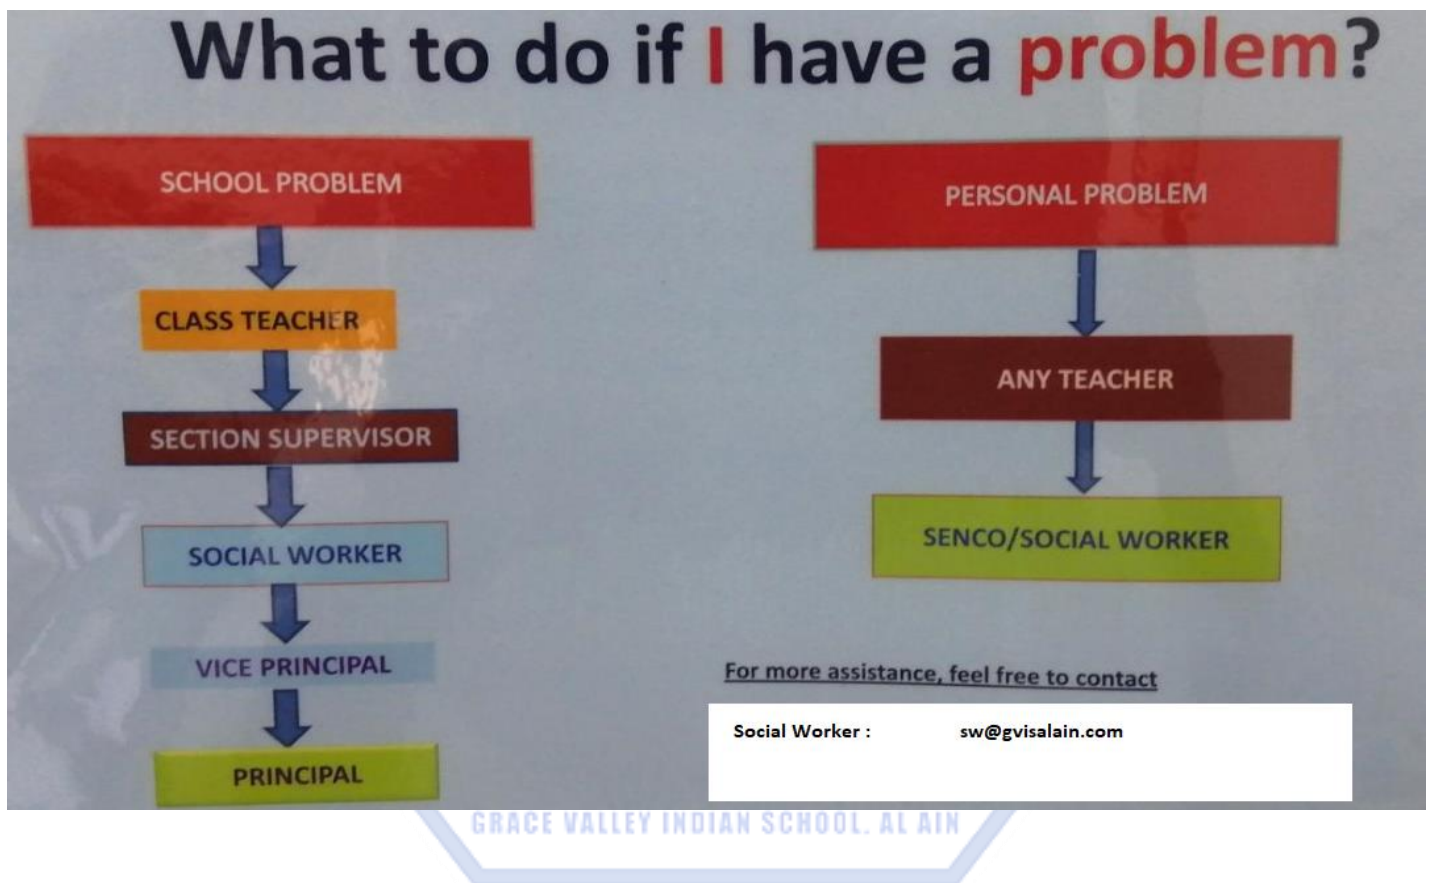 What to do if I have a problem?
SCHOOL PROBLEM
CLASS TEACHER
SECTION SUPERVISOR
SOCIAL WORKER
VICE PRINCIPAL
PRINCIPAL
PERSONAL PROBLEM
ANY TEACHER
SENCO/SOCIAL WORKER
For more assistance, feel free to contact
Social Worker : sw@gvisalain.com
GRACE VALLEY INDIAN SCHOOL. AL AIN